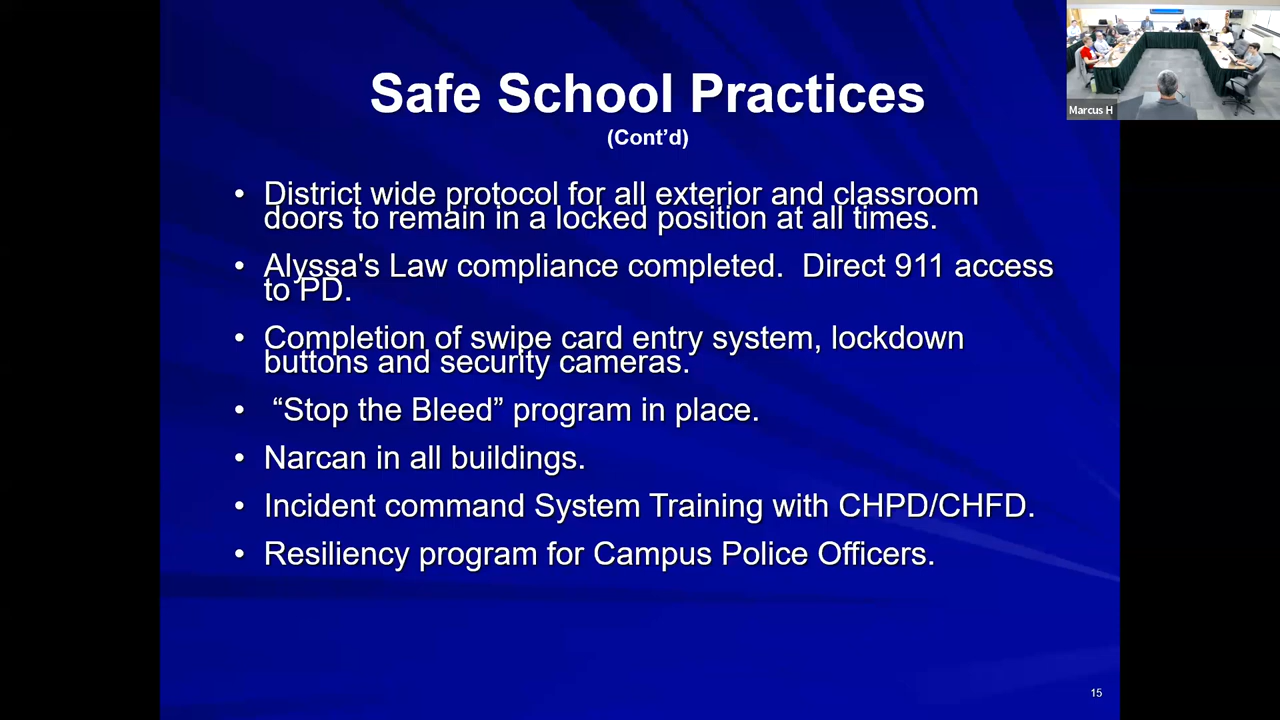 Safe School Practices
(Cont’d)
• District wide protocol for all exterior and classroom
doors to remain in a locked position at all times.
• Alyssa's Law compliance completed.  Direct 911 access
to PD.
• Completion of swipe card entry system, lockdown
buttons and security cameras.
• “Stop the Bleed” program in place.
• Narcan in all buildings.
• Incident command System Training with CHPD/CHFD.
• Resiliency program for Campus Police Officers.
15
Marcus H